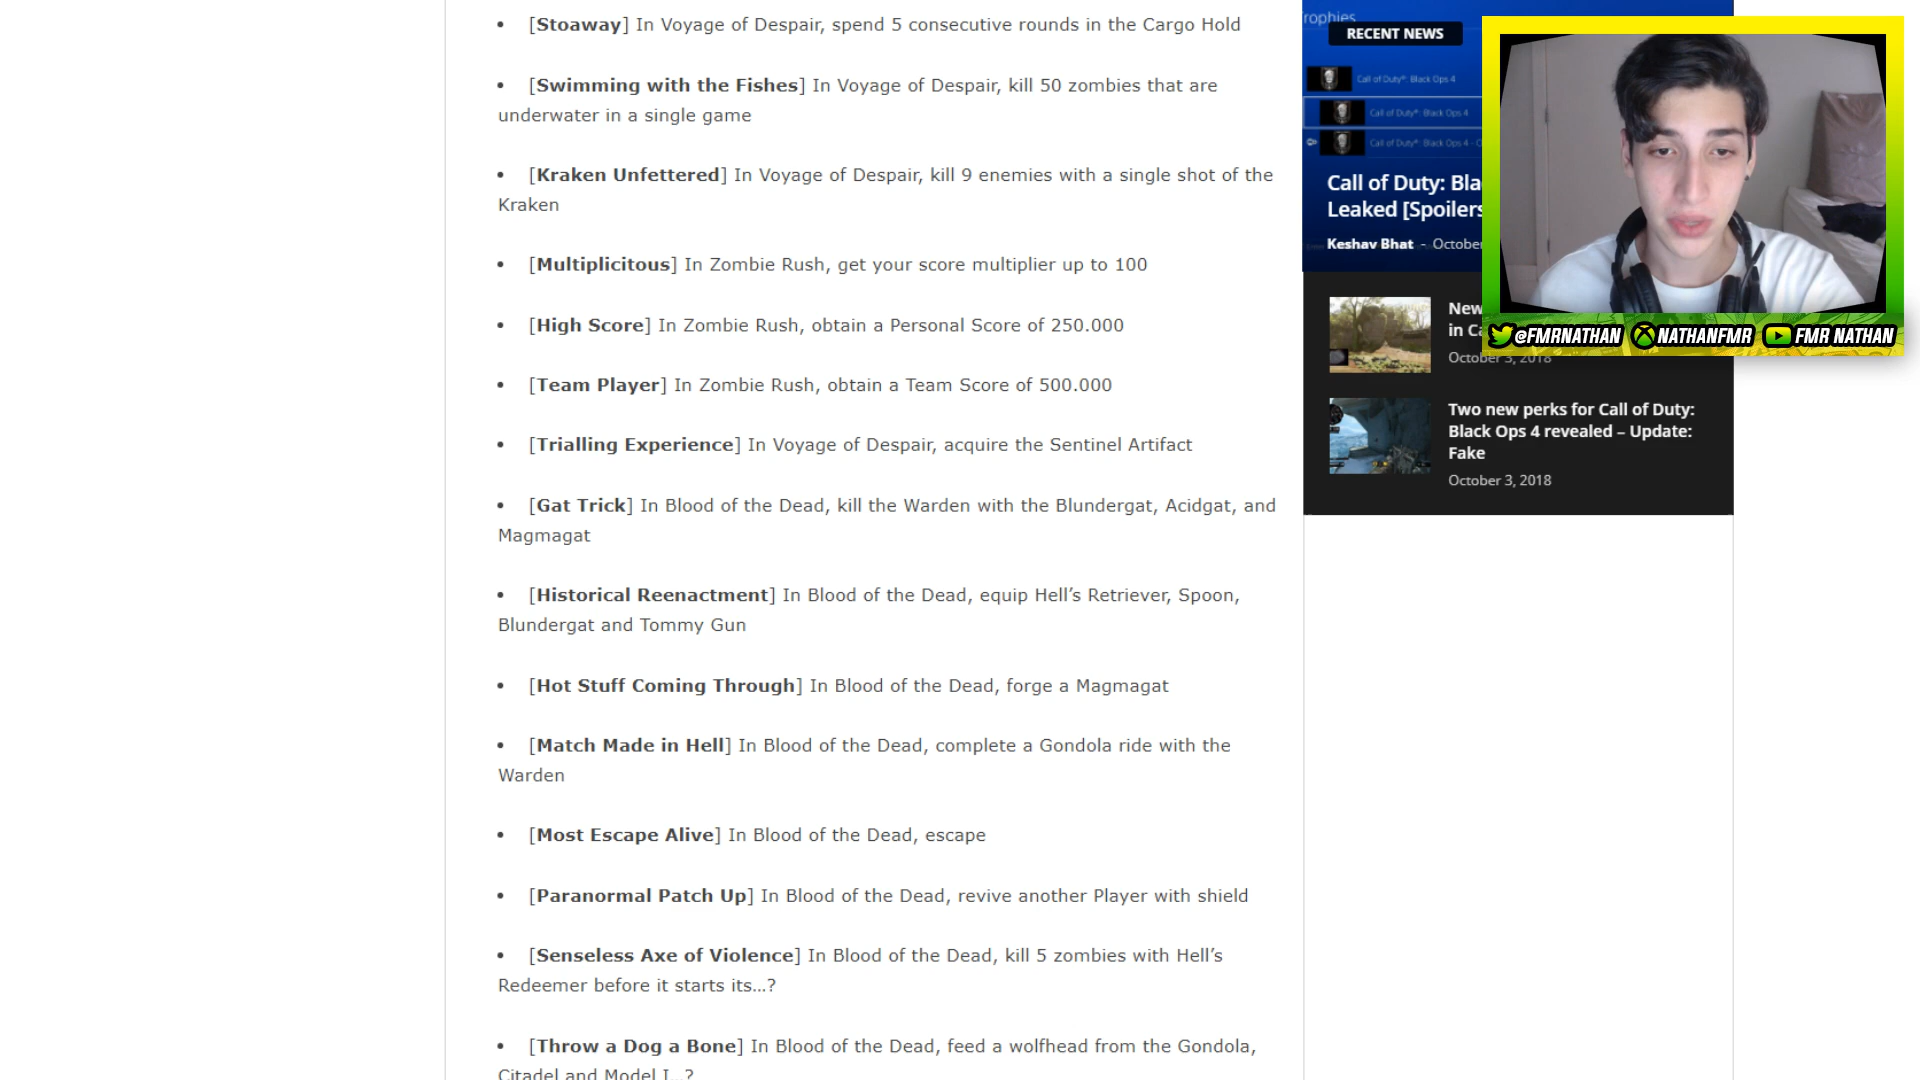 • [Stoaway] In Voyage of Despair, spend 5 consecutive rounds in the Cargo Hold
• [Swimming with the Fishes] In Voyage of Despair, kill 50 zombies that are
underwater in a single game
• [Kraken Unfettered] In Voyage of Despair, kill 9 enemies with a single shot of the
Kraken
• [Multiplicitous] In Zombie Rush, get your score multiplier up to 100
• [High Score] In Zombie Rush, obtain a Personal Score of 250.000
• [Team Player] In Zombie Rush, obtain a Team Score of 500.000
• [Trialling Experience] In Voyage of Despair, acquire the Sentinel Artifact
• [Gat Trick] In Blood of the Dead, kill the Warden with the Blundergat, Acidgat, and
Magmagat
• [Historical Reenactment] In Blood of the Dead, equip Hell’s Retriever, Spoon,
Blundergat and Tommy Gun
• [Hot Stuff Coming Through] In Blood of the Dead, forge a Magmagat
• [Match Made in Hell] In Blood of the Dead, complete a Gondola ride with the
Warden
• [Most Escape Alive] In Blood of the Dead, escape
• [Paranormal Patch Up] In Blood of the Dead, revive another Player with shield
• [Senseless Axe of Violence] In Blood of the Dead, kill 5 zombies with Hell’s
Redeemer before it starts its...?
• [Throw a Dog a Bone] In Blood of the Dead, feed a wolfhead from the Gondola,
Citadel and Model I...?
rophies
RECENT NEWS
Call of Duty®: Black Ops 4
Call of Duty®: Black Ops 4
Call of Duty®: Black Ops 4 - C
Call of Duty: Bla
Leaked [Spoilers
Keshav Bhat - October
New
in Ca
October 3, 2018
Two new perks for Call of Duty:
Black Ops 4 revealed – Update:
Fake
October 3, 2018
@FMRNATHAN NATHANFMR FMR NATHAN